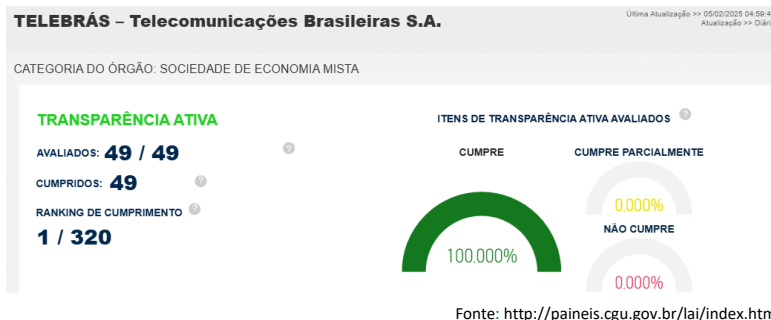 TELEBRÁS – Telecomunicações Brasileiras S.A.
Última Atualização >> 05/02/2025 04:59:4
Atualização >> Diári
CATEGORIA DO ÓRGÃO: SOCIEDADE DE ECONOMIA MISTA
TRANSPARÊNCIA ATIVA
AVALIADOS: 49 / 49
CUMPRIDOS: 49
RANKING DE CUMPRIMENTO
1 / 320
ITENS DE TRANSPARÊNCIA ATIVA AVALIADOS
CUMPRE
100.000%
CUMPRE PARCIALMENTE
0.000%
NÃO CUMPRE
0.000%
Fonte: http://paineis.cgu.gov.br/lai/index.htm